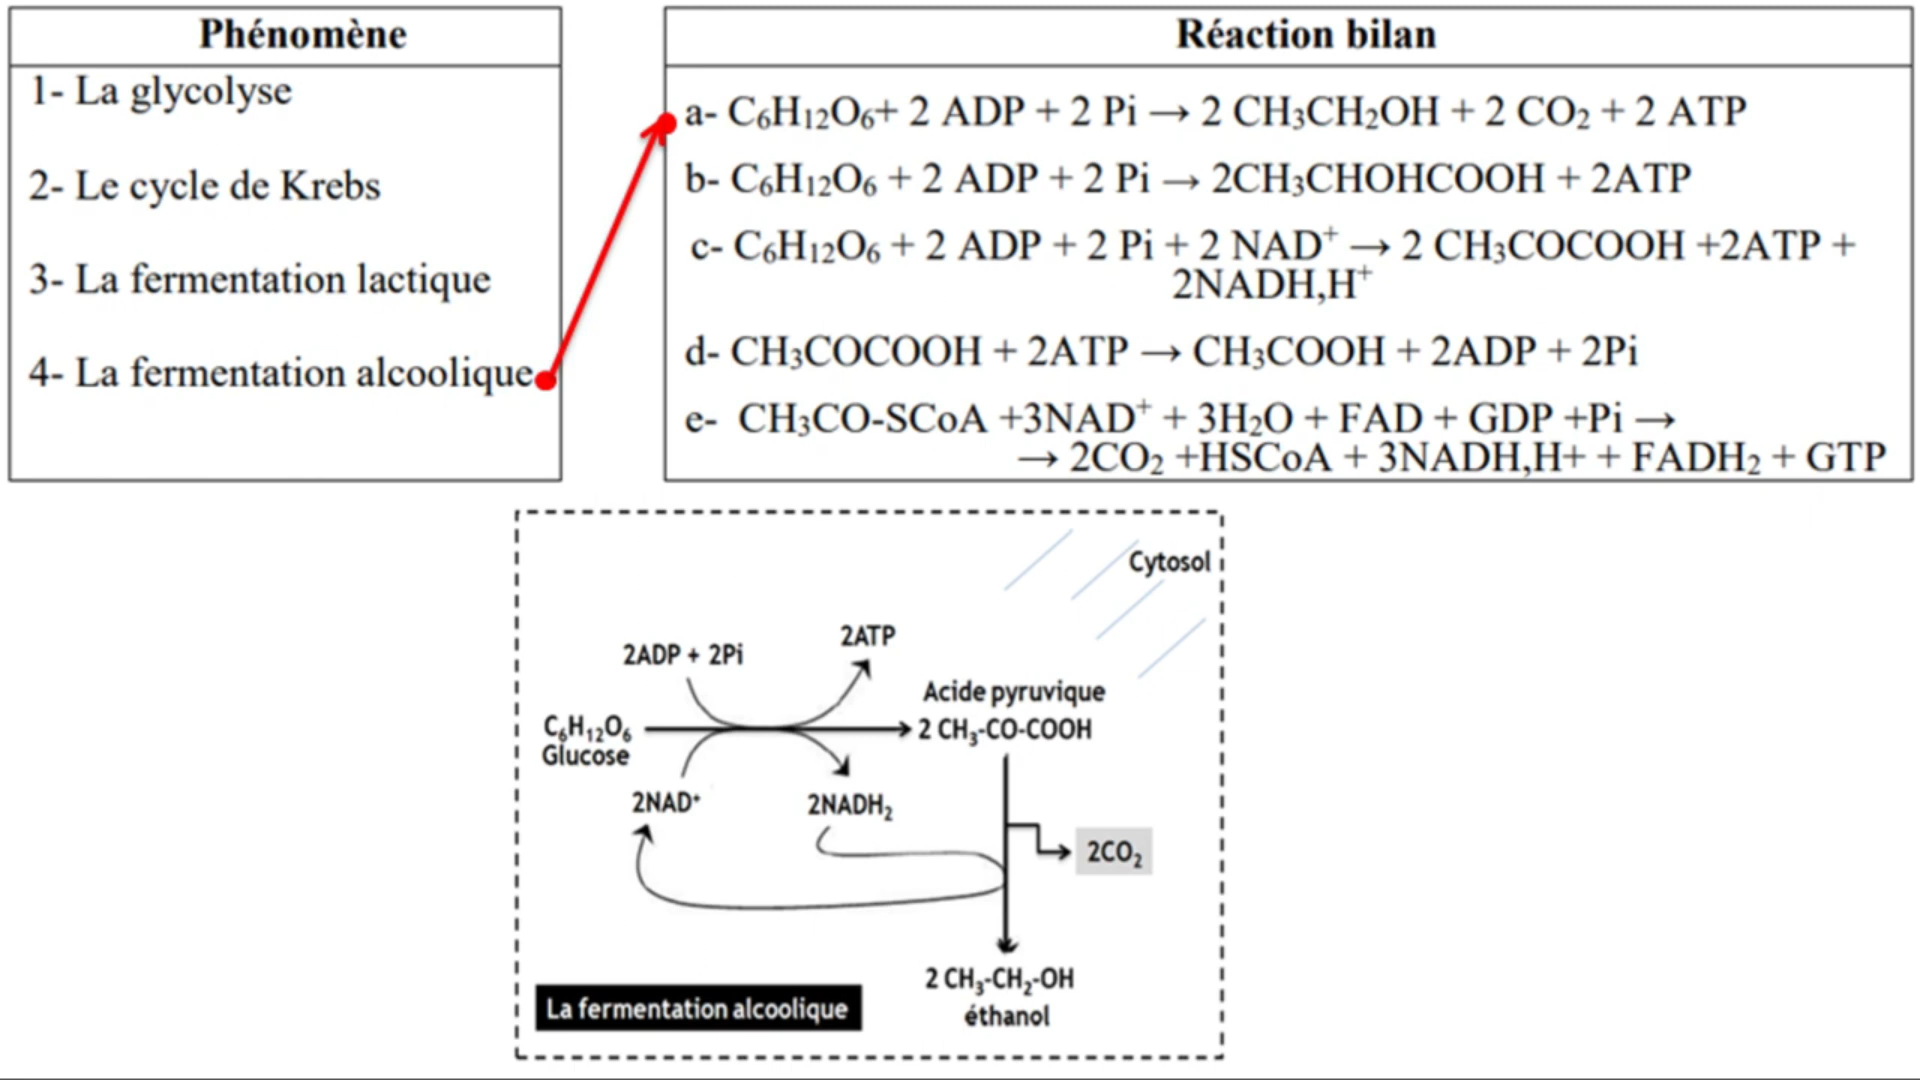 Phénomène
1- La glycolyse
2- Le cycle de Krebs
3- La fermentation lactique
4- La fermentation alcoolique
Réaction bilan
a- C₆H₁₂O₆+ 2 ADP + 2 Pi → 2 CH₃CH₂OH + 2 CO₂ + 2 ATP
b- C₆H₁₂O₆ + 2 ADP + 2 Pi → 2CH₃CHOHCOOH + 2ATP
c- C₆H₁₂O₆ + 2 ADP + 2 Pi + 2 NAD⁺ → 2 CH₃COCOOH +2ATP +
2NADH,H⁺
d- CH₃COCOOH + 2ATP → CH₃COOH + 2ADP + 2Pi
e- CH₃CO-SCoA +3NAD⁺ + 3H₂O + FAD + GDP +Pi →
→ 2CO₂ +HSCoA + 3NADH,H+ + FADH₂ + GTP
Cytosol
2ADP + 2Pi
2ATP
Acide pyruvique
C₆H₁₂O₆
2 CH₃-CO-COOH
Glucose
2NAD⁺
2NADH₂
2CO₂
2 CH₃-CH₂-OH
éthanol
La fermentation alcoolique